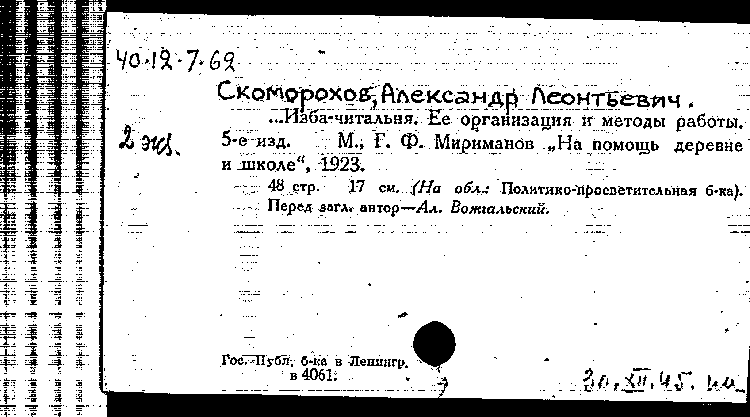 40.12.7.62
Скоморохов, Александр Леонтьевич.
...Изба-читальня. Ее организация и методы работы.
2 экз.
5-е изд. М., Г. Ф. Мириманов „На помощь деревне
и школе“, 1923.
48 стр. 17 см. (На обл.: Политико-просветительная б-ка).
Перед загл. автор—Ал. Вожгальский.
Гос. Публ. б-ка в Ленингр.
в 4061.
30.XII.45.